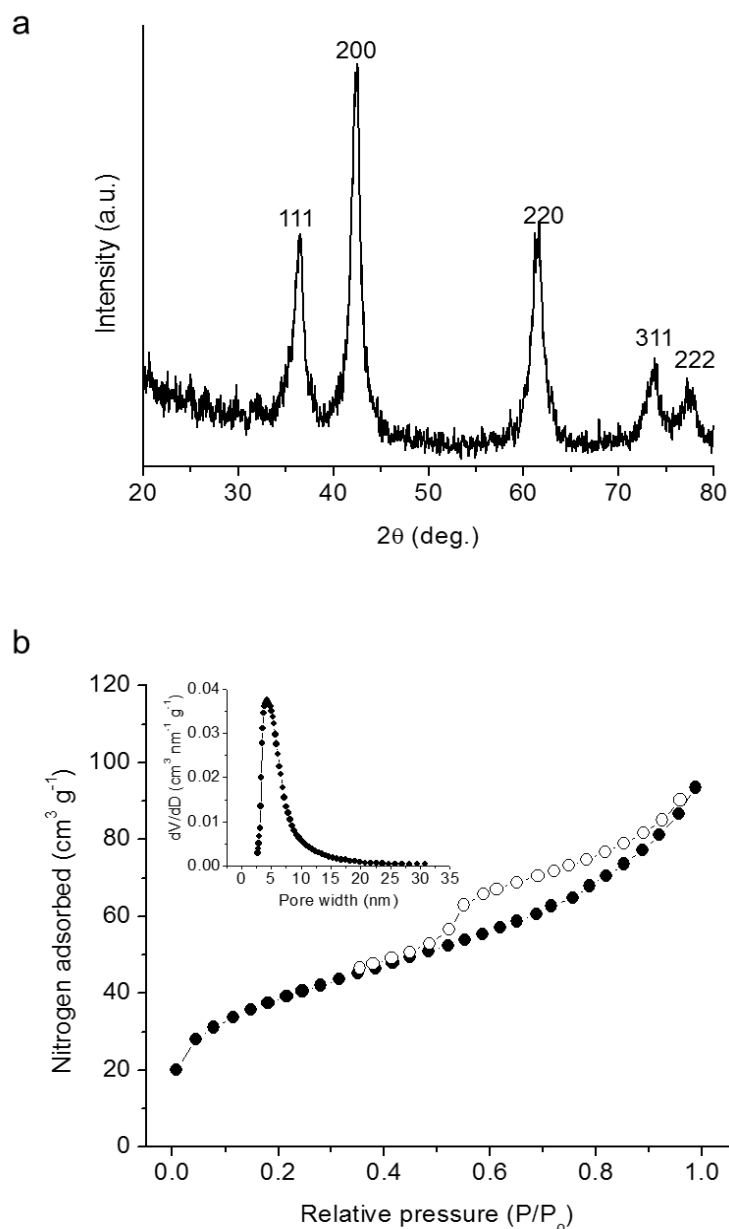 a
200
111
220
311
222
Intensity (a.u.)
20 30 40 50 60 70 80
2θ (deg.)
b
120
100
80
60
40
20
0
Nitrogen adsorbed (cm³ g⁻¹)
0.04
0.03
0.02
0.01
0.00
dV/dD (cm³ nm⁻¹ g⁻¹)
0 5 10 15 20 25 30 35
Pore width (nm)
0.0 0.2 0.4 0.6 0.8 1.0
Relative pressure (P/P₀)